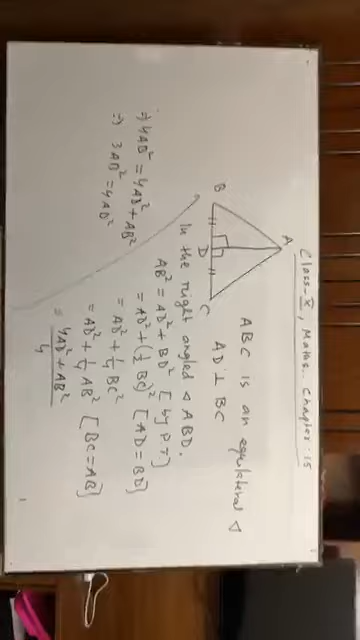 Class-X, Maths. Chapter-15
ABC is an equilateral △
AD ⊥ BC
A
B
D
C
In the right angled △ ABD.
AB² = AD² + BD² [by P.T]
= AD² + (½ BC)² [AD = BD]
= AD² + ¼ BC²
= AD² + ¼ AB² [BC = AB]
= 4AD² + AB² / 4
⇒ 4AB² = 4AD² + AB²
⇒ 3AB² = 4AD²